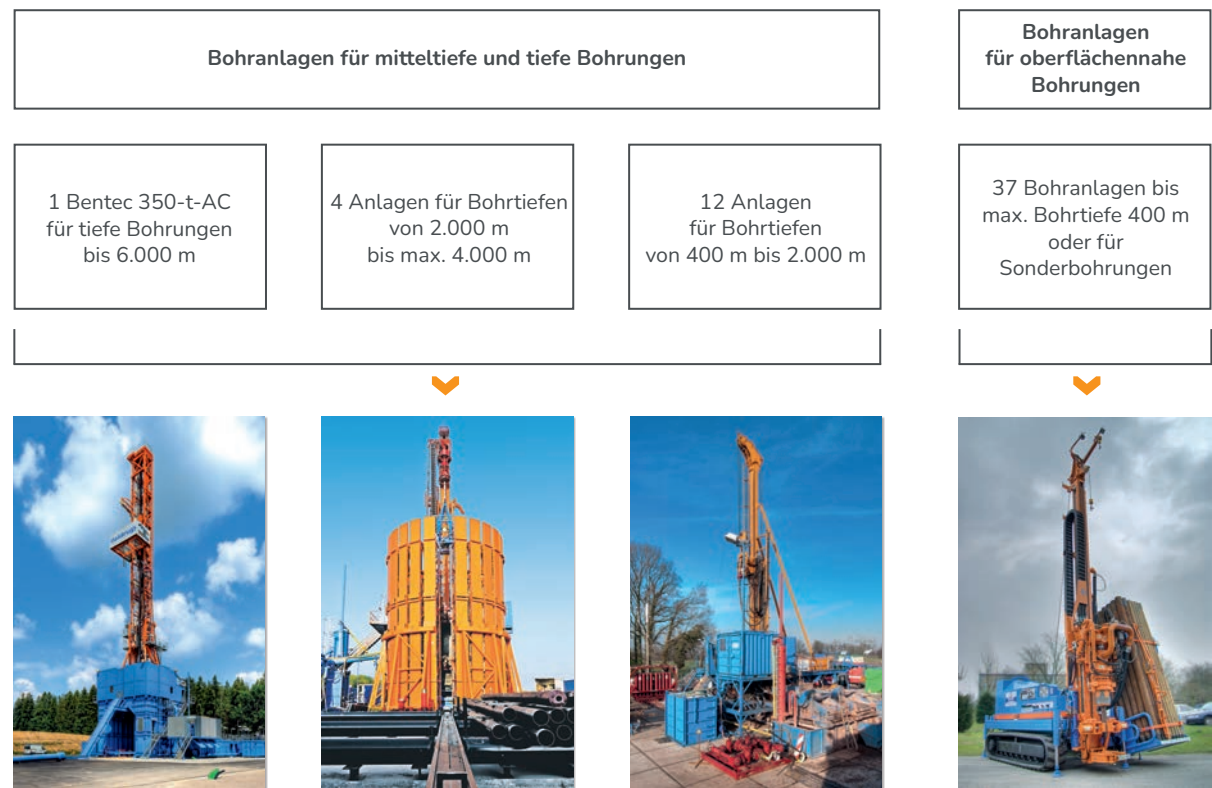 Bohranlagen für mitteltiefe und tiefe Bohrungen
Bohranlagen
für oberflächennahe
Bohrungen
1 Bentec 350-t-AC
für tiefe Bohrungen
bis 6.000 m
4 Anlagen für Bohrtiefen
von 2.000 m
bis max. 4.000 m
12 Anlagen
für Bohrtiefen
von 400 m bis 2.000 m
37 Bohranlagen bis
max. Bohrtiefe 400 m
oder für
Sonderbohrungen